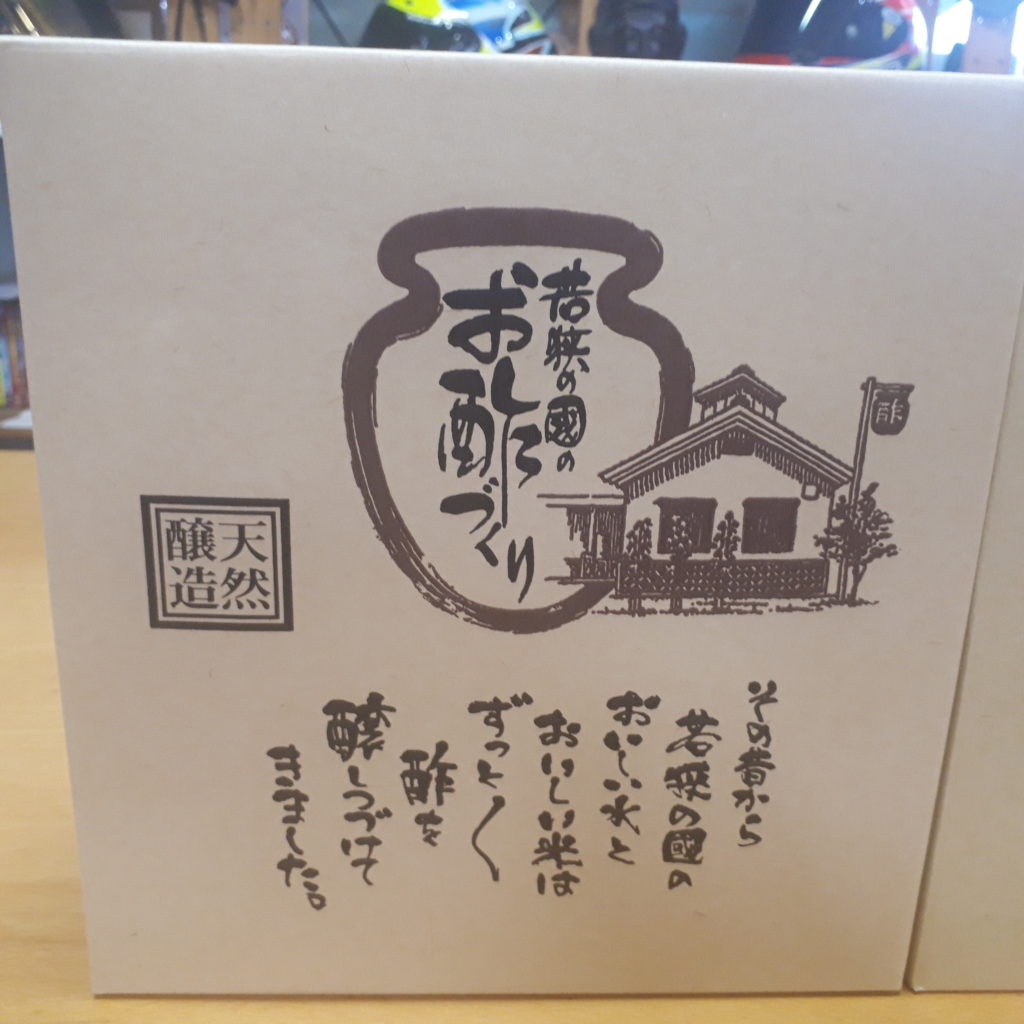 若狭の國の
お酢づくり
酢
天然
醸造
その昔から
若狭の國の
おいしい水と
おいしい米は
ずっと〱
酢を
醸しつづけて
きました。